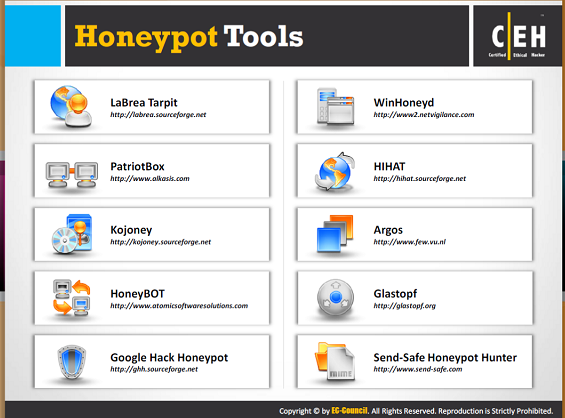 Honeypot Tools
C|EH
Certified Ethical Hacker
LaBrea Tarpit
http://labrea.sourceforge.net
PatriotBox
http://www.alkasis.com
Kojoney
http://kojoney.sourceforge.net
HoneyBOT
http://www.atomicsoftwaresolutions.com
Google Hack Honeypot
http://ghh.sourceforge.net
WinHoneyd
http://www2.netvigilance.com
HIHAT
http://hihat.sourceforge.net
Argos
http://www.few.vu.nl
Glastopf
http://glastopf.org
Send-Safe Honeypot Hunter
http://www.send-safe.com
Copyright © by EG-Council. All Rights Reserved. Reproduction is Strictly Prohibited.